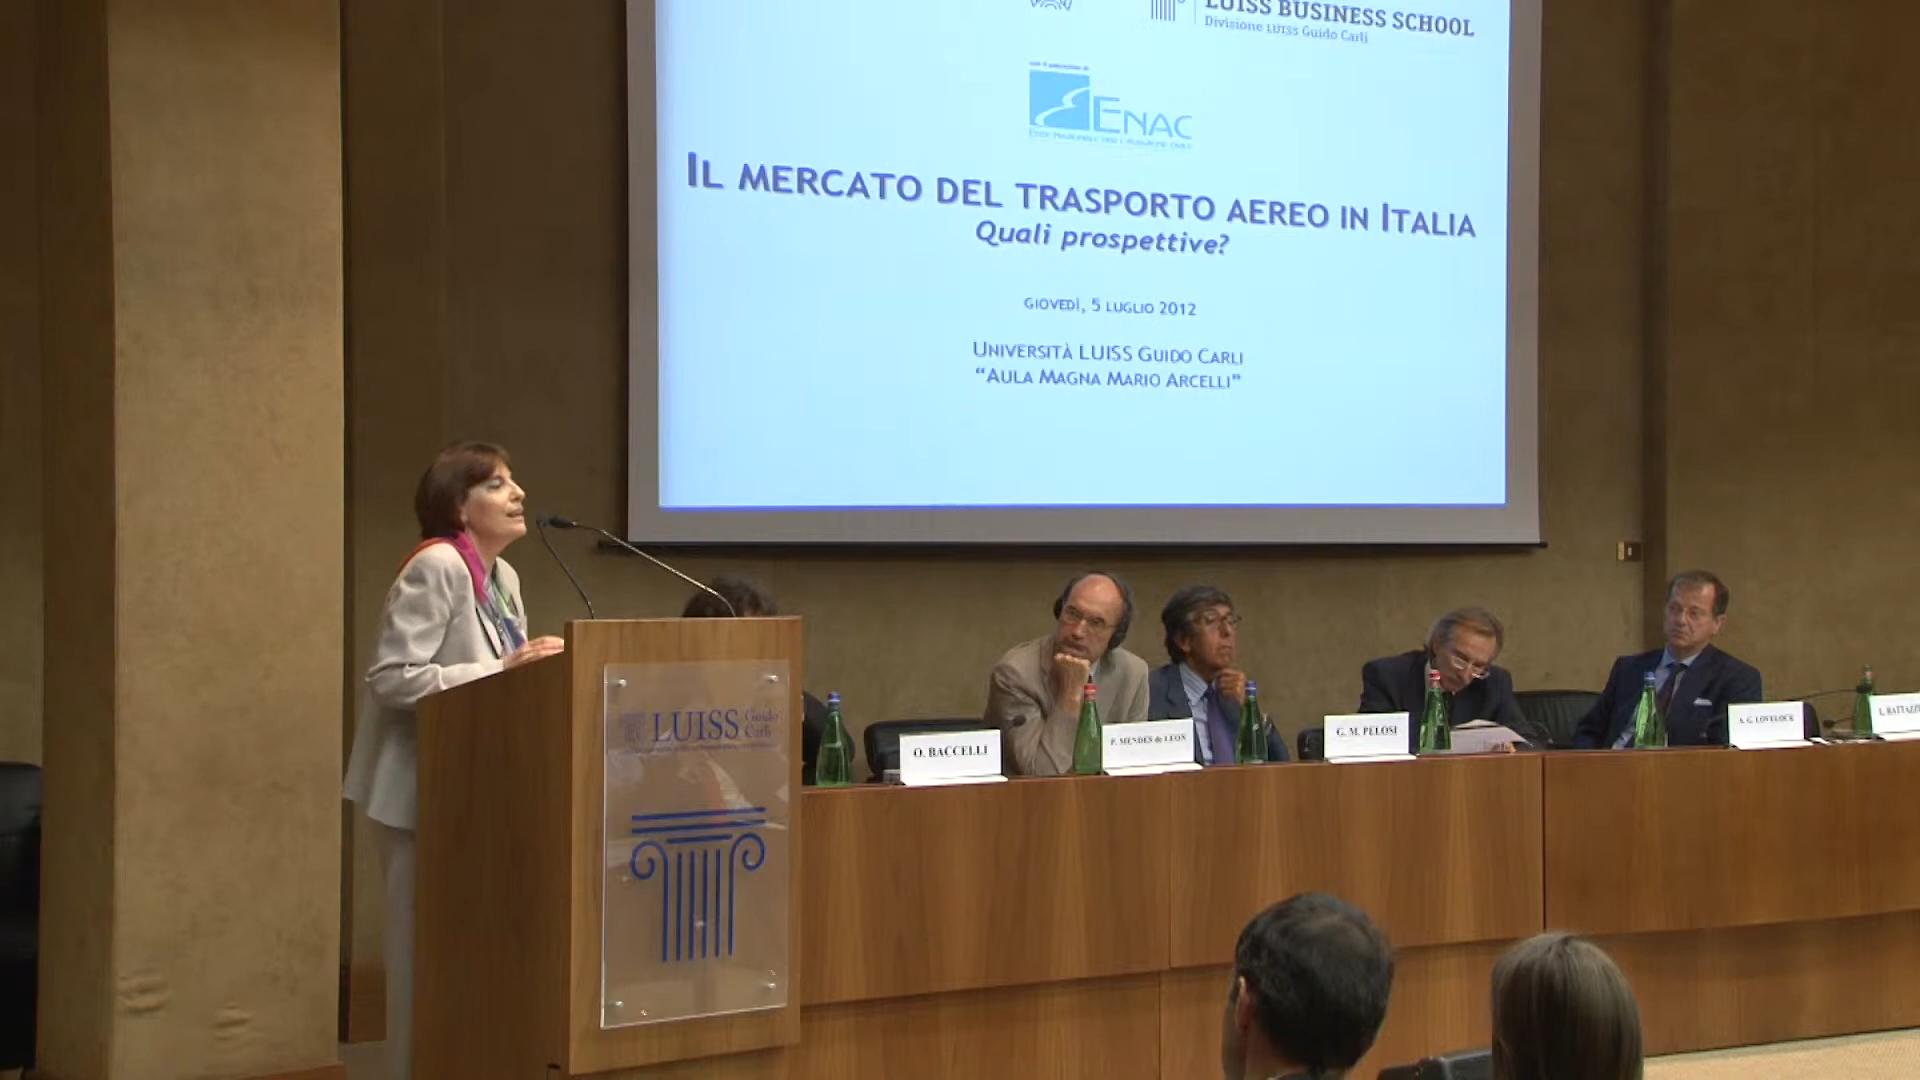 LUISS BUSINESS SCHOOL
Divisione LUISS Guido Carli
ENAC
IL MERCATO DEL TRASPORTO AEREO IN ITALIA
Quali prospettive?
GIOVEDÌ, 5 LUGLIO 2012
UNIVERSITÀ LUISS GUIDO CARLI
“AULA MAGNA MARIO ARCELLI”
LUISS Guido Carli
O. BACCELLI
P. MENDES de LEON
G. M. PELOSI
A. G. LOVELOCK
L. RATTAZZI